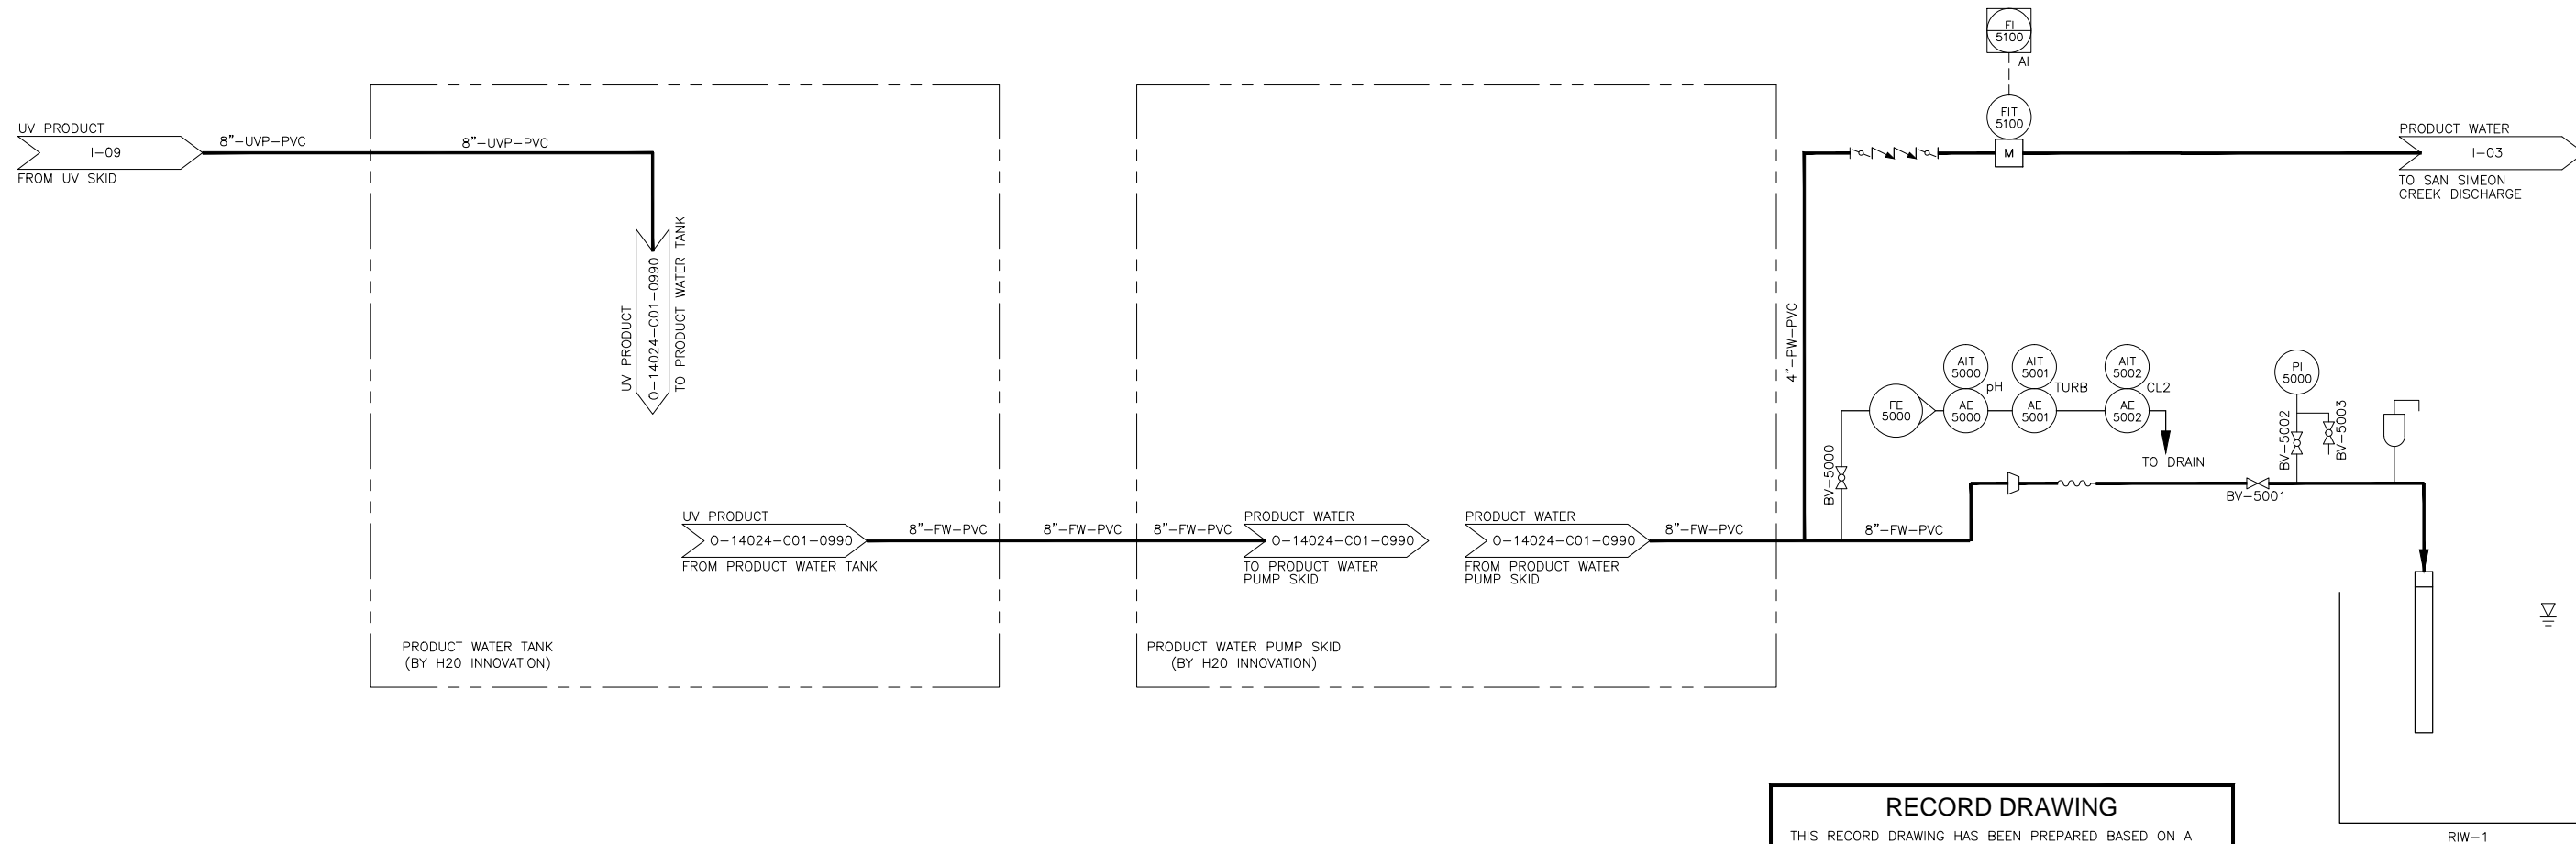 FI
5100
AI
FIT
5100
M
UV PRODUCT
I-09
FROM UV SKID
8"-UVP-PVC
8"-UVP-PVC
PRODUCT WATER
I-03
TO SAN SIMEON
CREEK DISCHARGE
UV PRODUCT
O-14024-C01-0990
TO PRODUCT WATER TANK
4"-PW-PVC
AIT
5000
pH
AIT
5001
TURB
AIT
5002
CL2
FE
5000
AE
5000
AE
5001
AE
5002
TO DRAIN
PI
5000
BV-5002
BV-5003
BV-5000
BV-5001
UV PRODUCT
O-14024-C01-0990
FROM PRODUCT WATER TANK
8"-FW-PVC
8"-FW-PVC
8"-FW-PVC
PRODUCT WATER
O-14024-C01-0990
TO PRODUCT WATER
PUMP SKID
PRODUCT WATER
O-14024-C01-0990
FROM PRODUCT WATER
PUMP SKID
8"-FW-PVC
8"-FW-PVC
PRODUCT WATER TANK
(BY H20 INNOVATION)
PRODUCT WATER PUMP SKID
(BY H20 INNOVATION)
RECORD DRAWING
THIS RECORD DRAWING HAS BEEN PREPARED BASED ON A
RIW-1